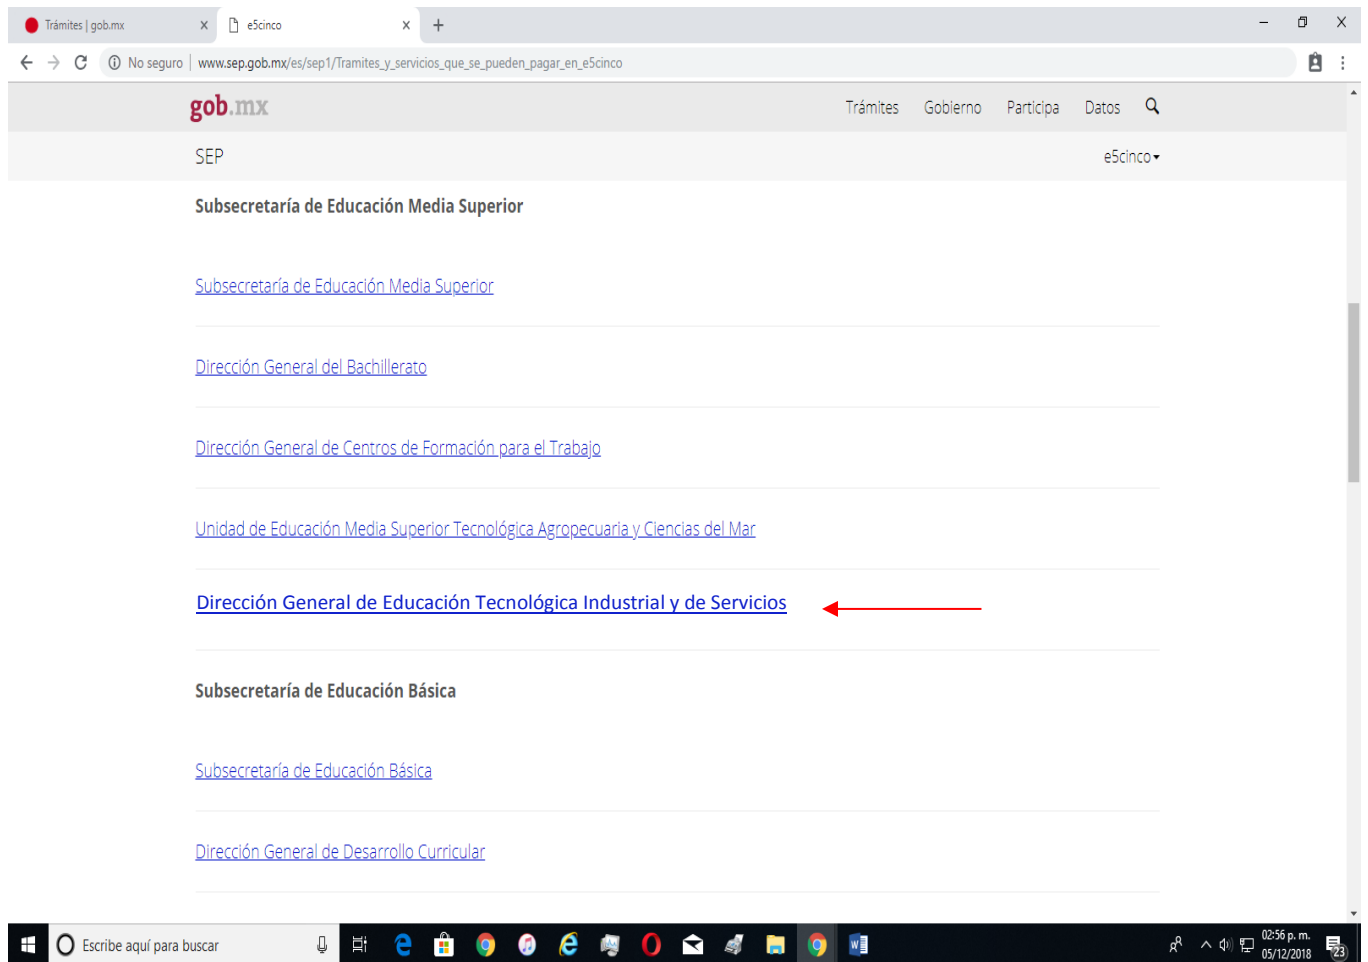 Trámites | gob.mx
e5cinco
No seguro
www.sep.gob.mx/es/sep1/Tramites_y_servicios_que_se_pueden_pagar_en_e5cinco
gob.mx
Trámites Gobierno Participa Datos
SEP
e5cinco
Subsecretaría de Educación Media Superior
Subsecretaría de Educación Media Superior
Dirección General del Bachillerato
Dirección General de Centros de Formación para el Trabajo
Unidad de Educación Media Superior Tecnológica Agropecuaria y Ciencias del Mar
Dirección General de Educación Tecnológica Industrial y de Servicios
Subsecretaría de Educación Básica
Subsecretaría de Educación Básica
Dirección General de Desarrollo Curricular
Escribe aquí para buscar
02:56 p. m.
05/12/2018
23